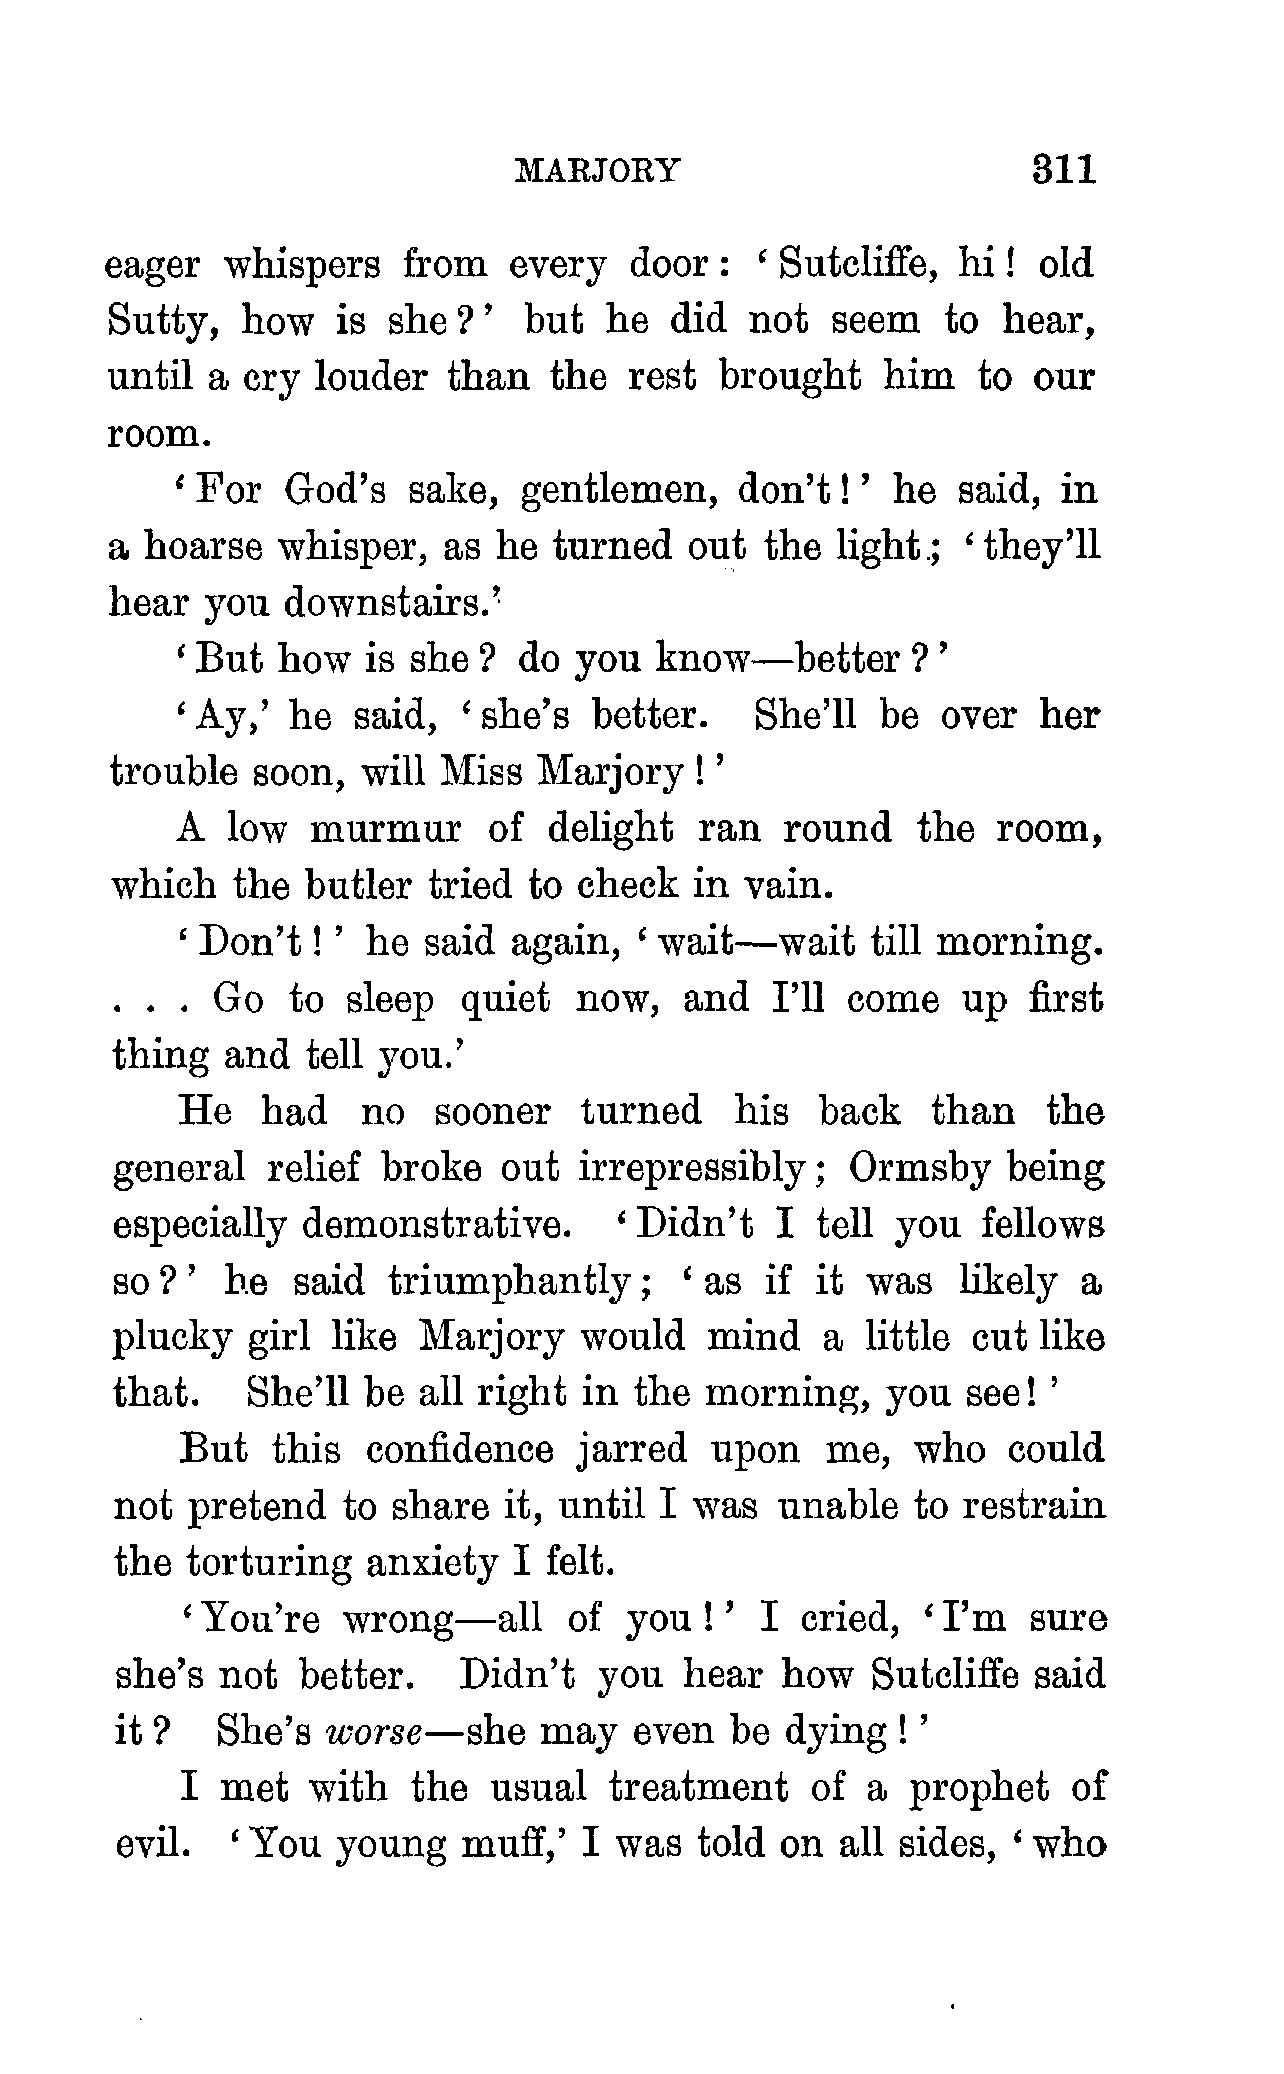 MARJORY 311
eager whispers from every door: ‘Sutcliffe, hi! old
Sutty, how is she?’ but he did not seem to hear,
until a cry louder than the rest brought him to our
room.
‘For God’s sake, gentlemen, don’t!’ he said, in
a hoarse whisper, as he turned out the light; ‘they’ll
hear you downstairs.’
‘But how is she? do you know—better?’
‘Ay,’ he said, ‘she’s better. She’ll be over her
trouble soon, will Miss Marjory!’
A low murmur of delight ran round the room,
which the butler tried to check in vain.
‘Don’t!’ he said again, ‘wait—wait till morning.
. . . Go to sleep quiet now, and I’ll come up first
thing and tell you.’
He had no sooner turned his back than the
general relief broke out irrepressibly; Ormsby being
especially demonstrative. ‘Didn’t I tell you fellows
so?’ he said triumphantly; ‘as if it was likely a
plucky girl like Marjory would mind a little cut like
that. She’ll be all right in the morning, you see!’
But this confidence jarred upon me, who could
not pretend to share it, until I was unable to restrain
the torturing anxiety I felt.
‘You’re wrong—all of you!’ I cried, ‘I’m sure
she’s not better. Didn’t you hear how Sutcliffe said
it? She’s worse—she may even be dying!’
I met with the usual treatment of a prophet of
evil. ‘You young muff,’ I was told on all sides, ‘who